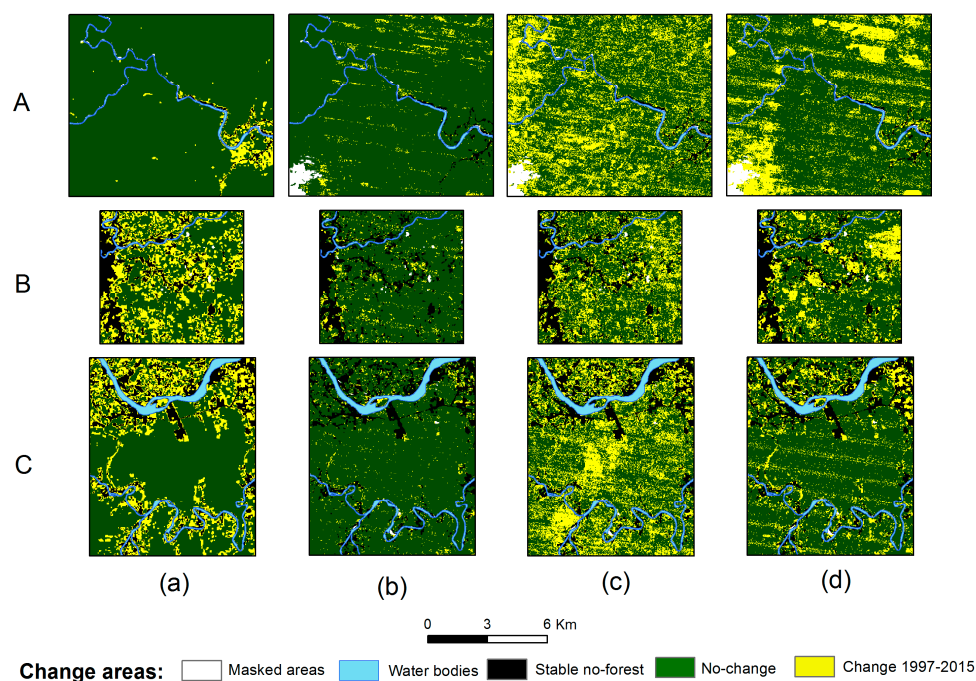 A
B
C
(a) (b) (c) (d)
0 3 6 Km
Change areas: Masked areas Water bodies Stable no-forest No-change Change 1997-2015